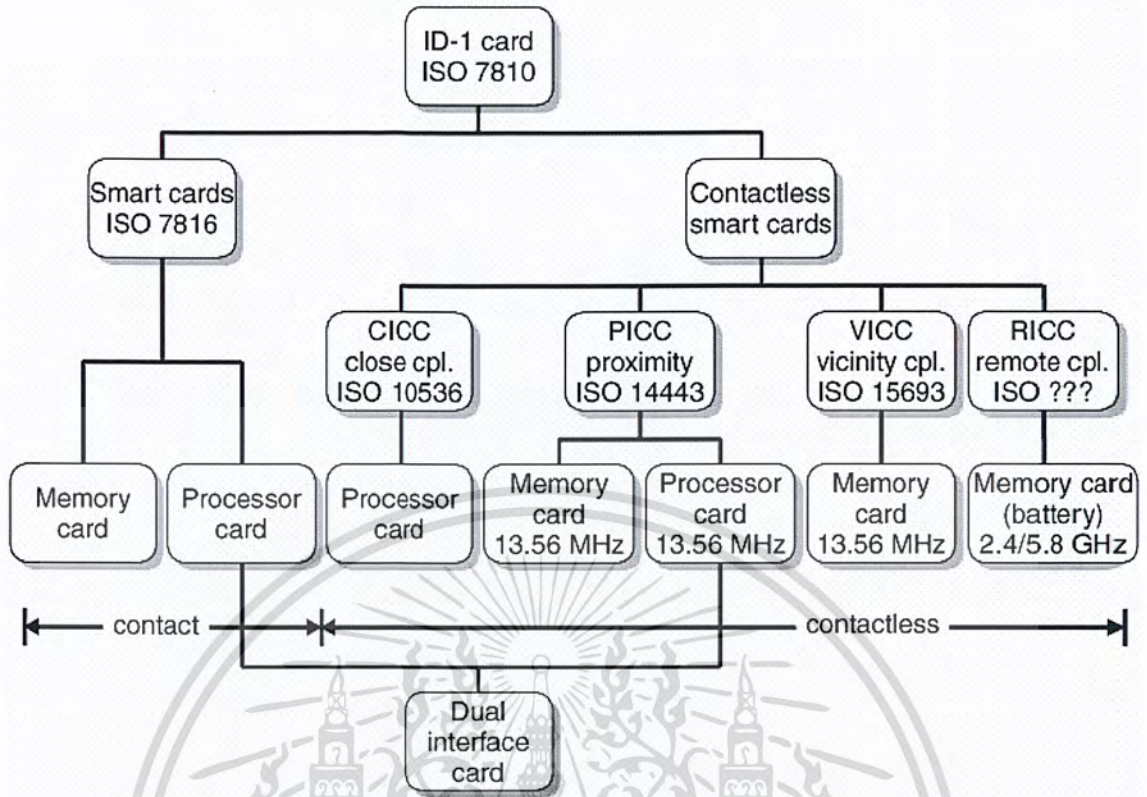 ID-1 card
ISO 7810
Smart cards
ISO 7816
Contactless
smart cards
CICC
close cpl.
ISO 10536
PICC
proximity
ISO 14443
VICC
vicinity cpl.
ISO 15693
RICC
remote cpl.
ISO ???
Memory
card
Processor
card
Processor
card
Memory
card
13.56 MHz
Processor
card
13.56 MHz
Memory
card
13.56 MHz
Memory card
(battery)
2.4/5.8 GHz
contact
contactless
Dual
interface
card